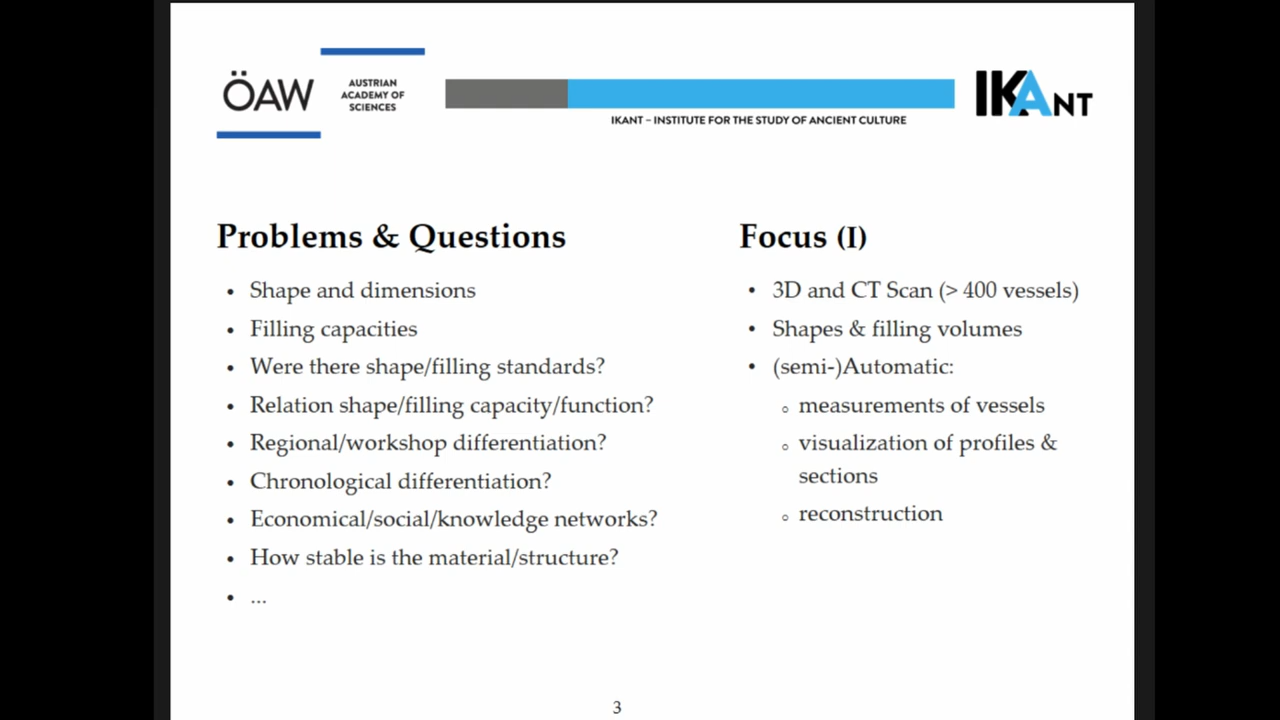 ÖAW
AUSTRIAN
ACADEMY OF
SCIENCES
IKANT – INSTITUTE FOR THE STUDY OF ANCIENT CULTURE
IKANT
Problems & Questions
• Shape and dimensions
• Filling capacities
• Were there shape/filling standards?
• Relation shape/filling capacity/function?
• Regional/workshop differentiation?
• Chronological differentiation?
• Economical/social/knowledge networks?
• How stable is the material/structure?
• ...
Focus (I)
• 3D and CT Scan (> 400 vessels)
• Shapes & filling volumes
• (semi-)Automatic:
○ measurements of vessels
○ visualization of profiles &
sections
○ reconstruction
3